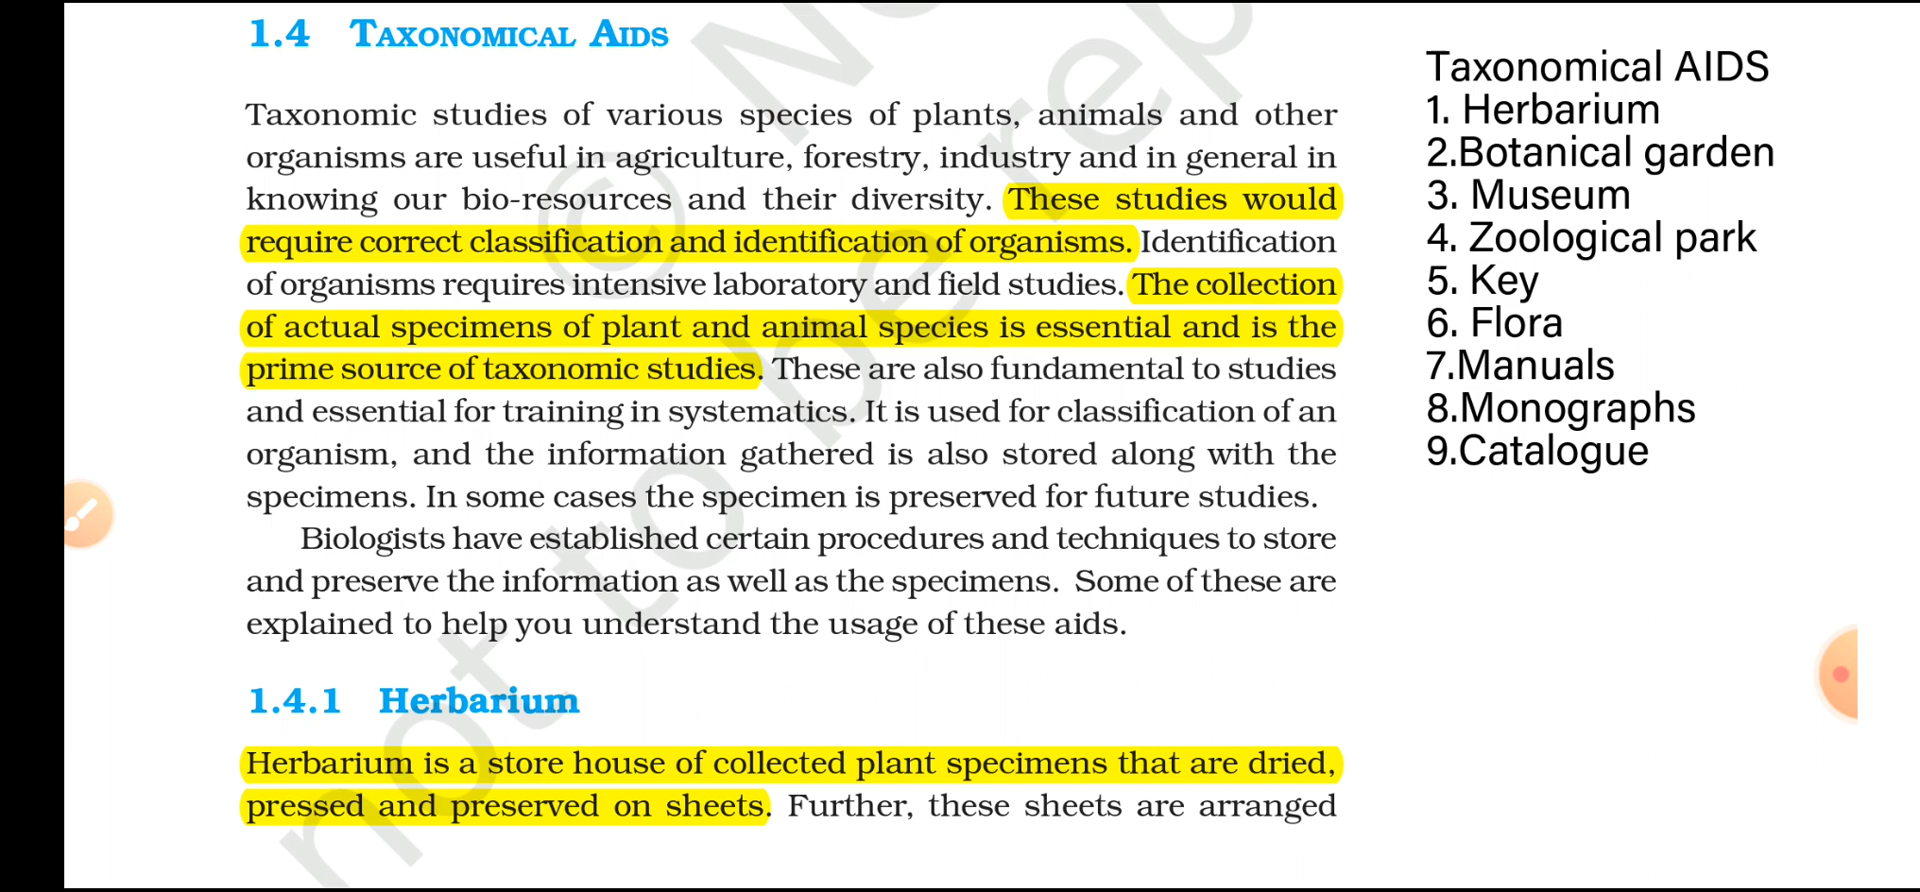 1.4 TAXONOMICAL AIDS
Taxonomic studies of various species of plants, animals and other
organisms are useful in agriculture, forestry, industry and in general in
knowing our bio-resources and their diversity. These studies would
require correct classification and identification of organisms. Identification
of organisms requires intensive laboratory and field studies. The collection
of actual specimens of plant and animal species is essential and is the
prime source of taxonomic studies. These are also fundamental to studies
and essential for training in systematics. It is used for classification of an
organism, and the information gathered is also stored along with the
specimens. In some cases the specimen is preserved for future studies.
Biologists have established certain procedures and techniques to store
and preserve the information as well as the specimens. Some of these are
explained to help you understand the usage of these aids.
1.4.1 Herbarium
Herbarium is a store house of collected plant specimens that are dried,
pressed and preserved on sheets. Further, these sheets are arranged
Taxonomical AIDS
1. Herbarium
2.Botanical garden
3. Museum
4. Zoological park
5. Key
6. Flora
7.Manuals
8.Monographs
9.Catalogue
© N
not to be rep